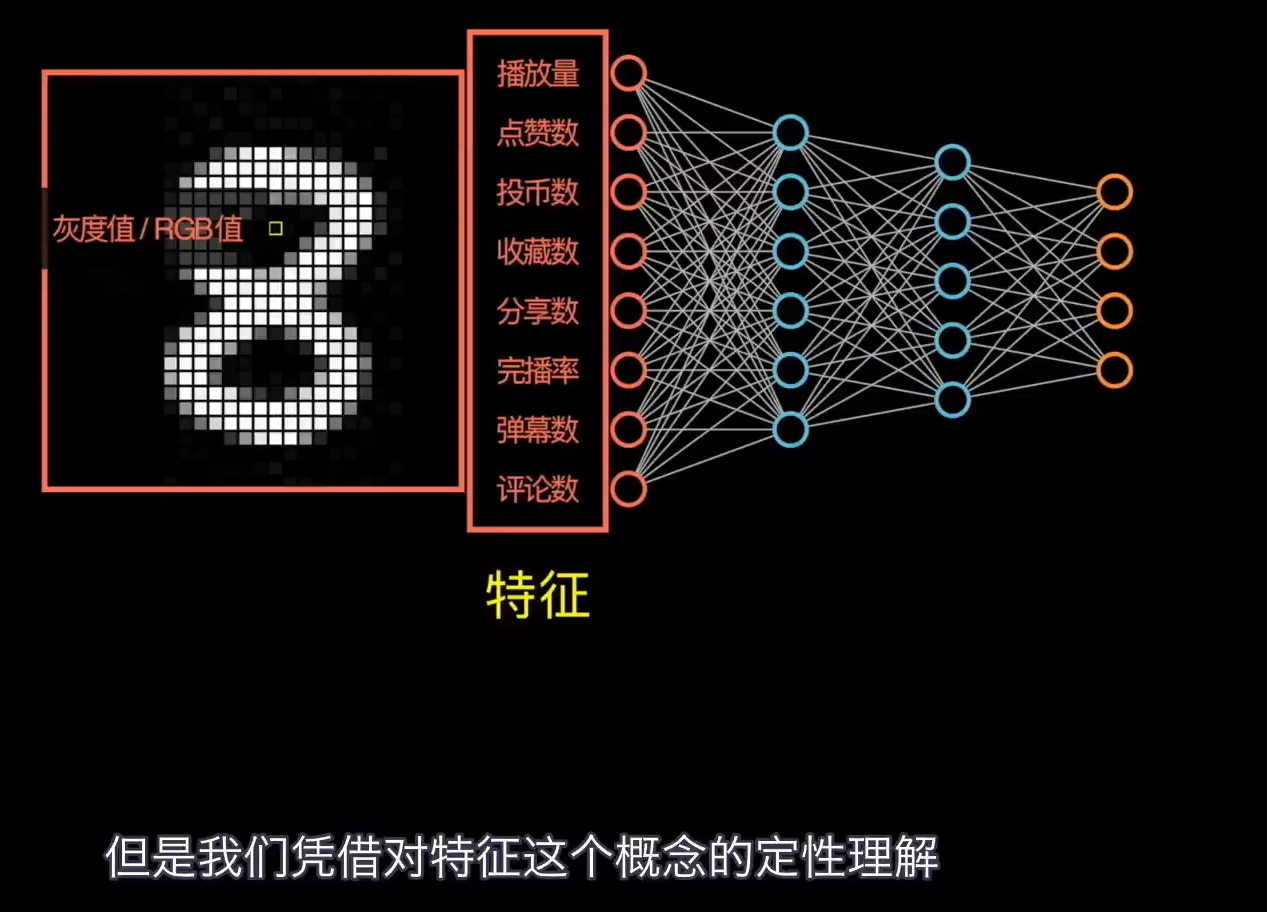 灰度值 / RGB值
播放量
点赞数
投币数
收藏数
分享数
完播率
弹幕数
评论数
特征
但是我们凭借对特征这个概念的定性理解